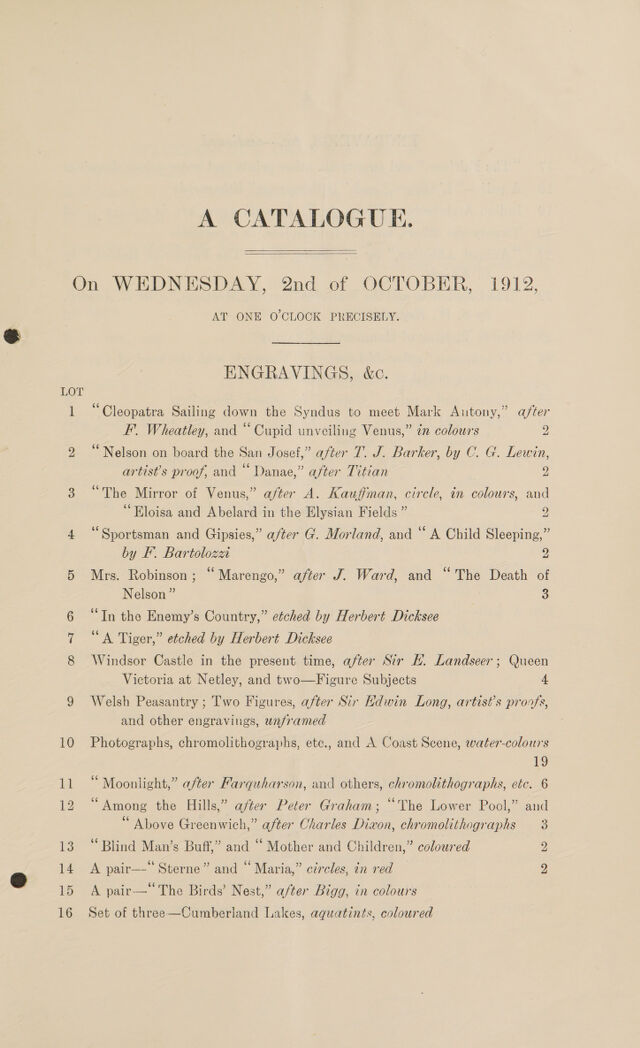 A CATALOGUE.
On WEDNESDAY, 2nd of OCTOBER, 1912,
AT ONE O'CLOCK PRECISELY.
ENGRAVINGS, &c.
LOT
1 “Cleopatra Sailing down the Syndus to meet Mark Antony,” after
F. Wheatley, and “Cupid unveiling Venus,” in colours 2
2 “Nelson on board the San Josef,” after T. J. Barker, by C. G. Lewin,
artist's proof, and “Danae,” after Titian 2
3 “The Mirror of Venus,” after A. Kauffman, circle, in colours, and
“Eloisa and Abelard in the Elysian Fields” 2
4 “Sportsman and Gipsies,” after G. Morland, and “A Child Sleeping,”
by F. Bartolozzi 2
5 Mrs. Robinson; “Marengo,” after J. Ward, and “The Death of
Nelson” 3
6 “In the Enemy's Country,” etched by Herbert Dicksee
7 “A Tiger,” etched by Herbert Dicksee
8 Windsor Castle in the present time, after Sir E. Landseer; Queen
Victoria at Netley, and two—Figure Subjects 4
9 Welsh Peasantry; Two Figures, after Sir Edwin Long, artist's proofs,
and other engravings, unframed
10 Photographs, chromolithographs, etc., and A Coast Scene, water-colours
19
11 “Moonlight,” after Farquharson, and others, chromolithographs, etc. 6
12 “Among the Hills,” after Peter Graham; “The Lower Pool,” and
“Above Greenwich,” after Charles Dixon, chromolithographs 3
13 “Blind Man's Buff,” and “Mother and Children,” coloured 2
14 A pair—“Sterne” and “Maria,” circles, in red 2
15 A pair—“The Birds' Nest,” after Bigg, in colours
16 Set of three—Cumberland Lakes, aquatints, coloured